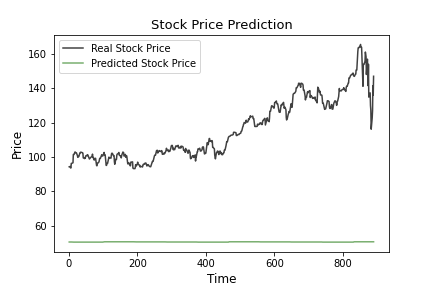 Stock Price Prediction
Real Stock Price
Predicted Stock Price
160
140
120
100
80
60
Price
0 200 400 600 800
Time